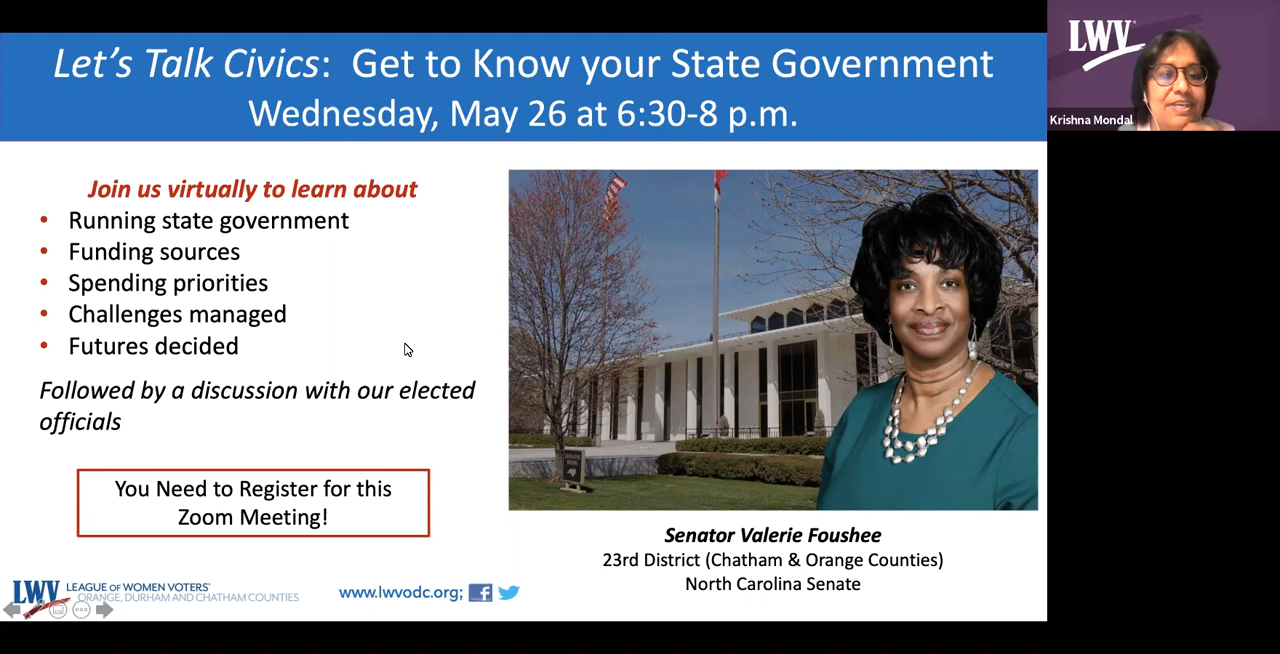 Let's Talk Civics: Get to Know your State Government
Wednesday, May 26 at 6:30-8 p.m.
LWV
Krishna Mondal
Join us virtually to learn about
• Running state government
• Funding sources
• Spending priorities
• Challenges managed
• Futures decided
Followed by a discussion with our elected
officials
You Need to Register for this
Zoom Meeting!
Senator Valerie Foushee
23rd District (Chatham & Orange Counties)
North Carolina Senate
LWV LEAGUE OF WOMEN VOTERS®
ORANGE, DURHAM AND CHATHAM COUNTIES
www.lwvodc.org;